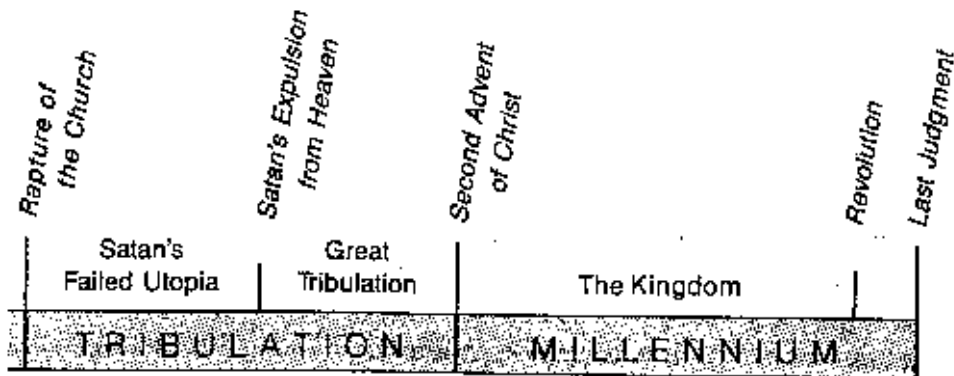 Rapture of
the Church
Satan's Expulsion
from Heaven
Second Advent
of Christ
Revolution
Last Judgment
Satan's
Failed Utopia
Great
Tribulation
The Kingdom
TRIBULATION
MILLENNIUM